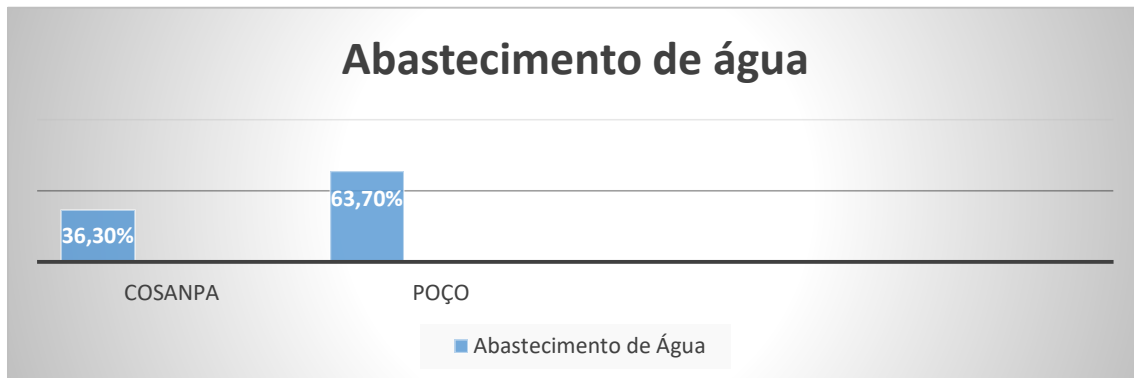 Abastecimento de água
63,70%
36,30%
COSANPA POÇO
Abastecimento de Água